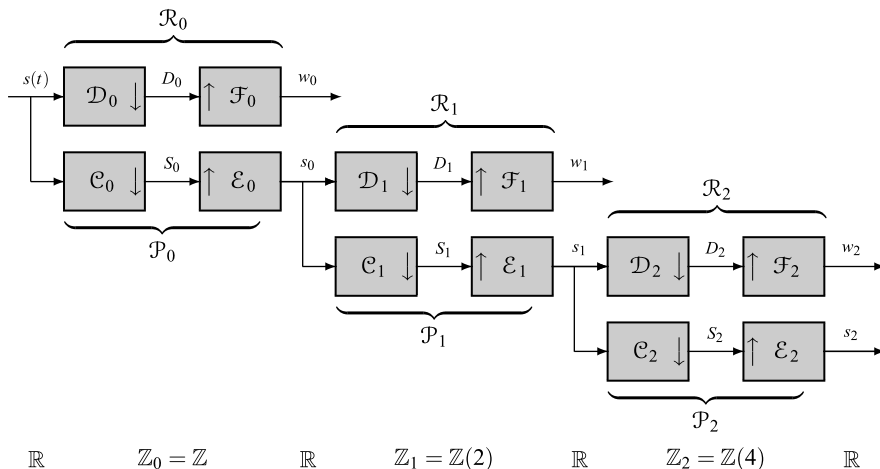 ℛ₀
s(t) 𝒟₀ ↓ D₀ ↑ ℱ₀ w₀
ℛ₁
𝒞₀ ↓ S₀ ↑ ℰ₀ s₀ 𝒟₁ ↓ D₁ ↑ ℱ₁ w₁
𝒫₀
ℛ₂
𝒞₁ ↓ S₁ ↑ ℰ₁ s₁ 𝒟₂ ↓ D₂ ↑ ℱ₂ w₂
𝒫₁
𝒞₂ ↓ S₂ ↑ ℰ₂ s₂
𝒫₂
ℝ ℤ₀ = ℤ ℝ ℤ₁ = ℤ(2) ℝ ℤ₂ = ℤ(4) ℝ